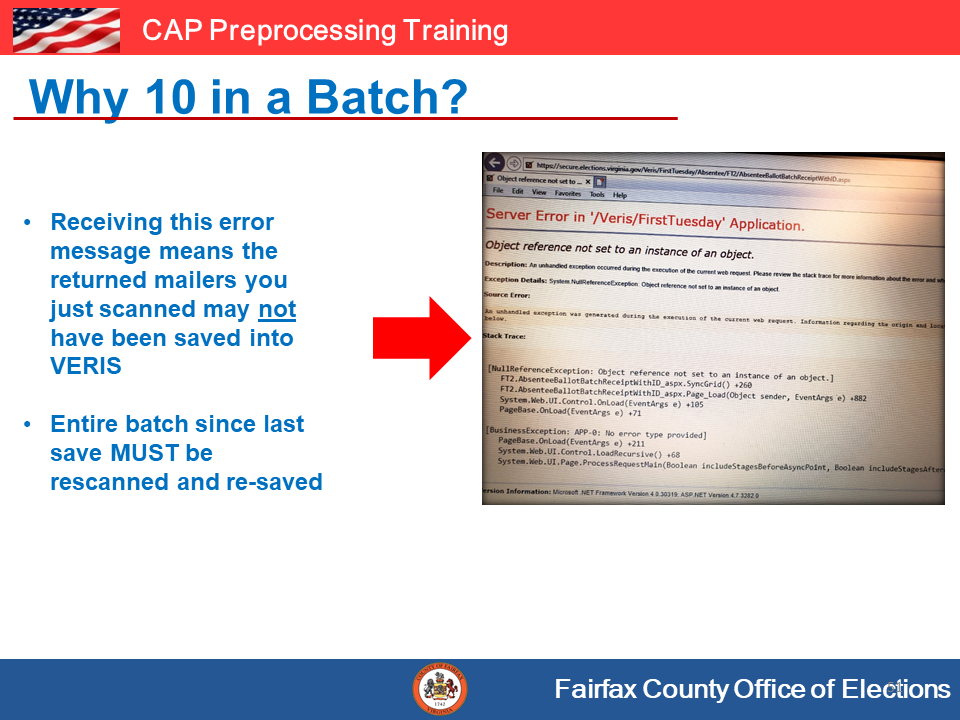 CAP Preprocessing Training
Why 10 in a Batch?
• Receiving this error
message means the
returned mailers you
just scanned may not
have been saved into
VERIS
• Entire batch since last
save MUST be
rescanned and re-saved
https://secure.elections.virginia.gov/Veris/FirstTuesday/Absentee/FT2/AbsenteeBallotBatchReceiptWithID.aspx
Object reference not set to ... ×
File Edit View Favorites Tools Help
Server Error in '/Veris/FirstTuesday' Application.
Object reference not set to an instance of an object.
Description: An unhandled exception occurred during the execution of the current web request. Please review the stack trace for more information about the error and
Exception Details: System.NullReferenceException: Object reference not set to an instance of an object.
Source Error:
An unhandled exception was generated during the execution of the current web request. Information regarding the origin and
below.
Stack Trace:
[NullReferenceException: Object reference not set to an instance of an object.]
FT2.AbsenteeBallotBatchReceiptWithID_aspx.SyncGrid() +260
FT2.AbsenteeBallotBatchReceiptWithID_aspx.Page_Load(Object sender, EventArgs e) +882
System.Web.UI.Control.OnLoad(EventArgs e) +105
PageBase.OnLoad(EventArgs e) +71
[BusinessException: APP-0: No error type provided]
PageBase.OnLoad(EventArgs e) +211
System.Web.UI.Control.LoadRecursive() +68
System.Web.UI.Page.ProcessRequestMain(Boolean includeStagesBeforeAsyncPoint, Boolean includeStagesAfter
ersion Information: Microsoft .NET Framework Version:4.0.30319; ASP.NET Version:4.7.3282.0
COUNTY OF FAIRFAX
1742
VIRGINIA
Fairfax County Office of Elections